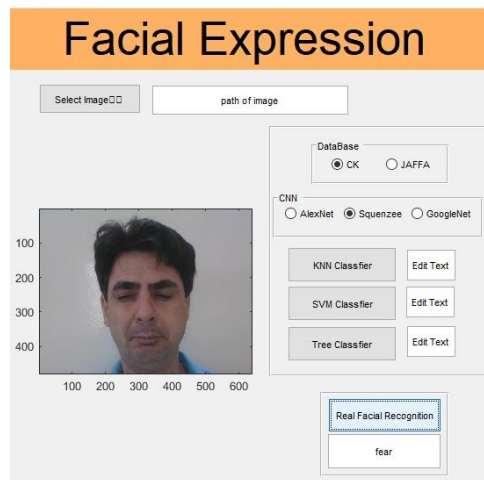 Facial Expression
Select Image▯▯ path of image
DataBase
CK JAFFA
CNN
AlexNet Squenzee GoogleNet
KNN Classfier Edit Text
SVM Classfier Edit Text
Tree Classfier Edit Text
100
200
300
400
100 200 300 400 500 600
Real Facial Recognition
fear